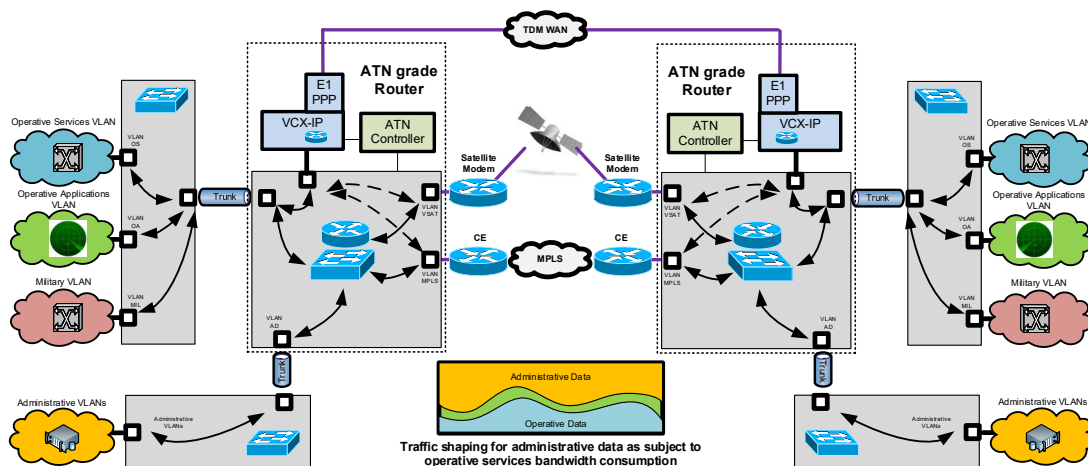 TDM WAN
ATN grade
Router
E1
PPP
VCX-IP
ATN
Controller
ATN grade
Router
E1
PPP
VCX-IP
ATN
Controller
Operative Services VLAN
VLAN
OS
Operative Applications
VLAN
VLAN
OA
Military VLAN
VLAN
MIL
Trunk
Satellite
Modem
VLAN
VSAT
CE
VLAN
MPLS
VLAN
AD
MPLS
Satellite
Modem
VLAN
VSAT
CE
VLAN
MPLS
VLAN
AD
Trunk
Operative Services VLAN
VLAN
OS
Operative Applications
VLAN
VLAN
OA
Military VLAN
VLAN
MIL
Trunk
Trunk
Administrative VLANs
Administrative
VLANs
Administrative Data
Operative Data
Traffic shaping for administrative data as subject to
operative services bandwidth consumption
Administrative
VLANs
Administrative VLANs